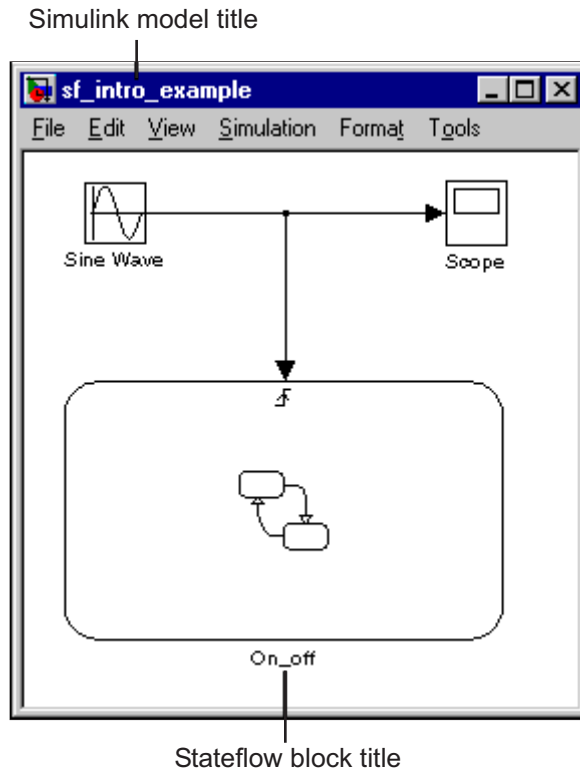 Simulink model title
sf_intro_example
File Edit View Simulation Format Tools
Sine Wave
Scope
On_off
Stateflow block title